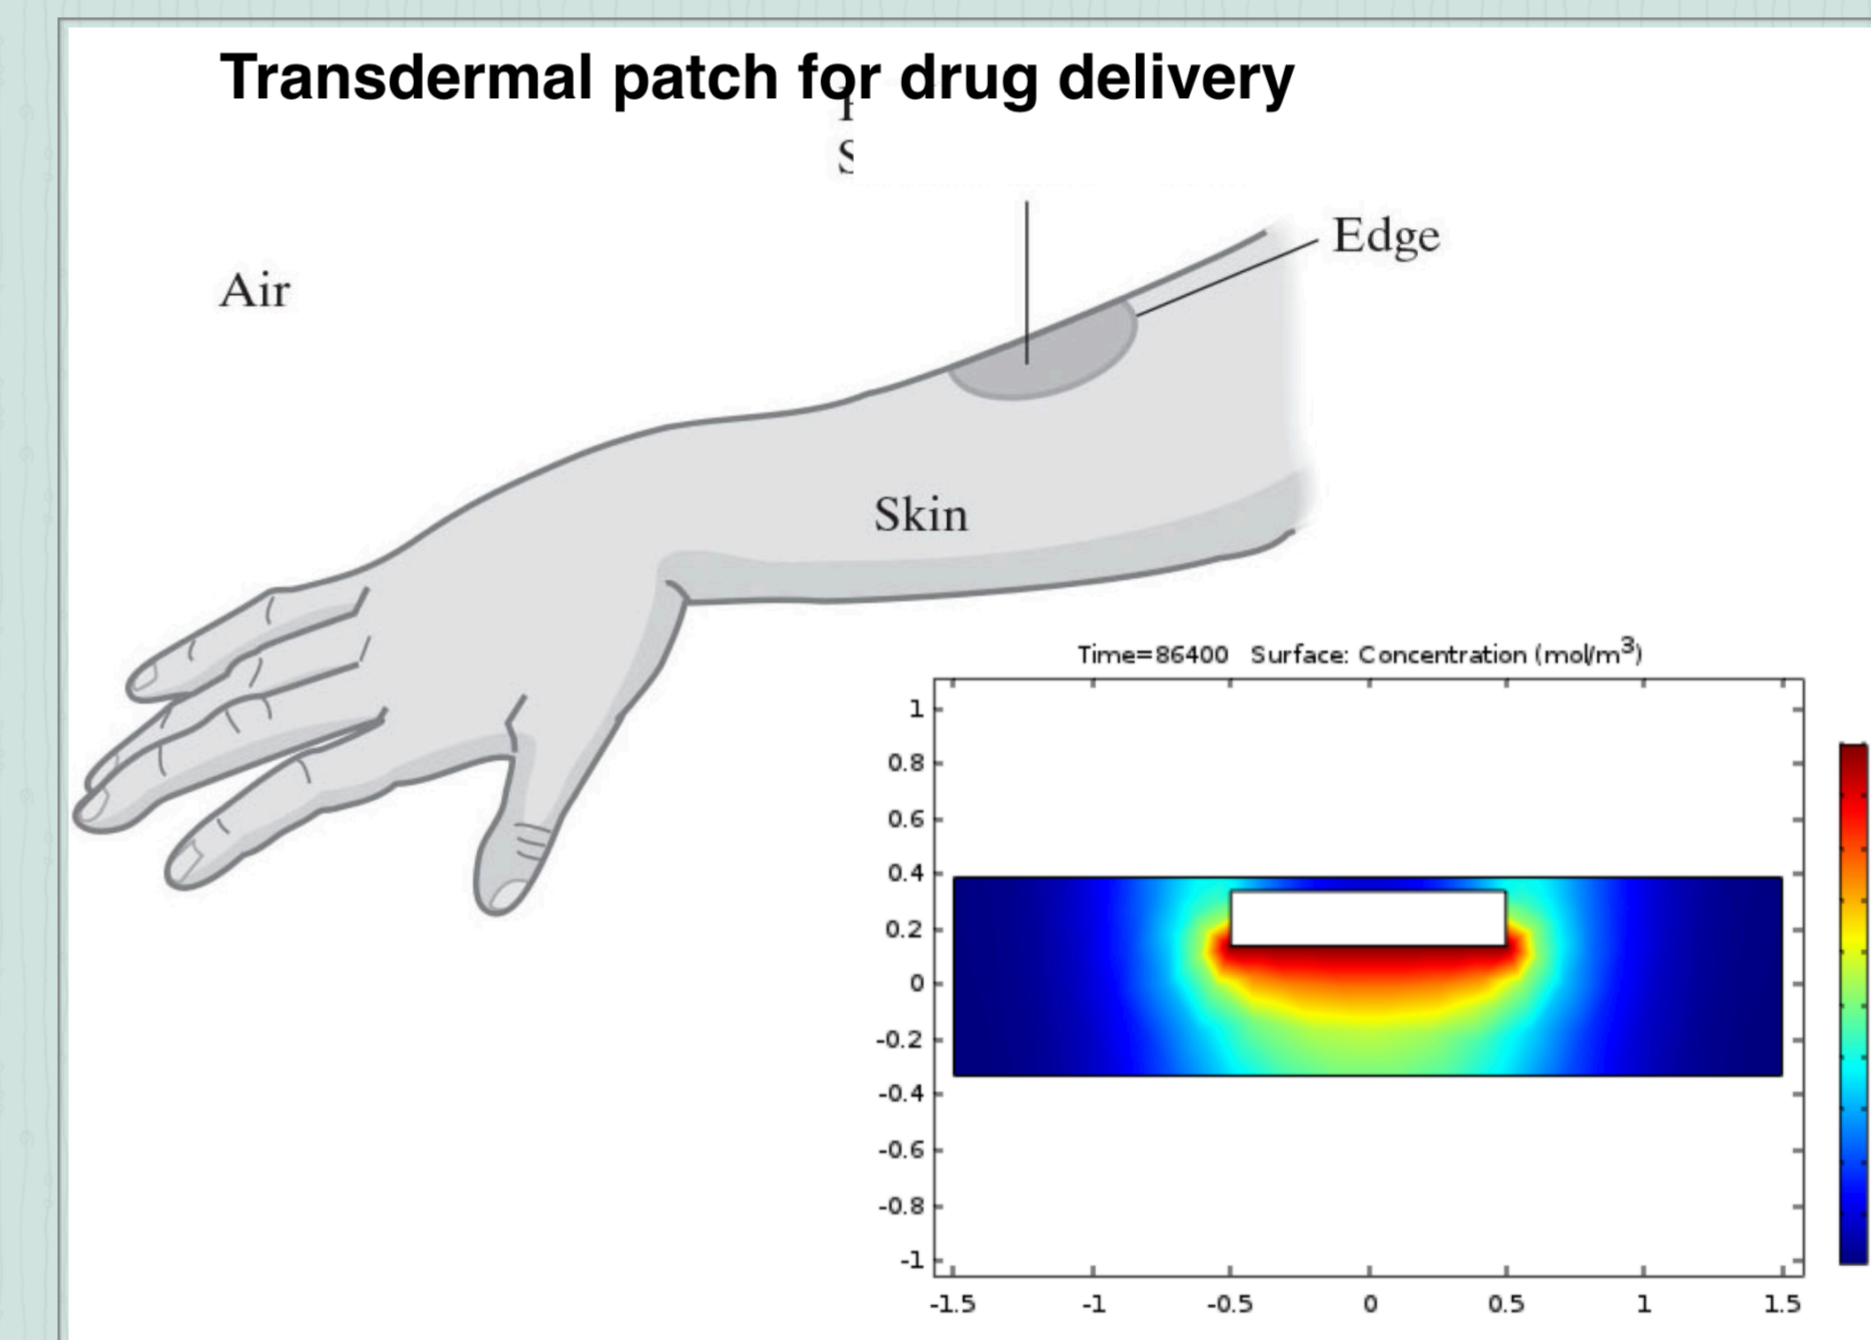 Transdermal patch for drug delivery
S
Edge
Air
Skin
Time=86400 Surface: Concentration (mol/m³)
1
0.8
0.6
0.4
0.2
0
-0.2
-0.4
-0.6
-0.8
-1
-1.5 -1 -0.5 0 0.5 1 1.5